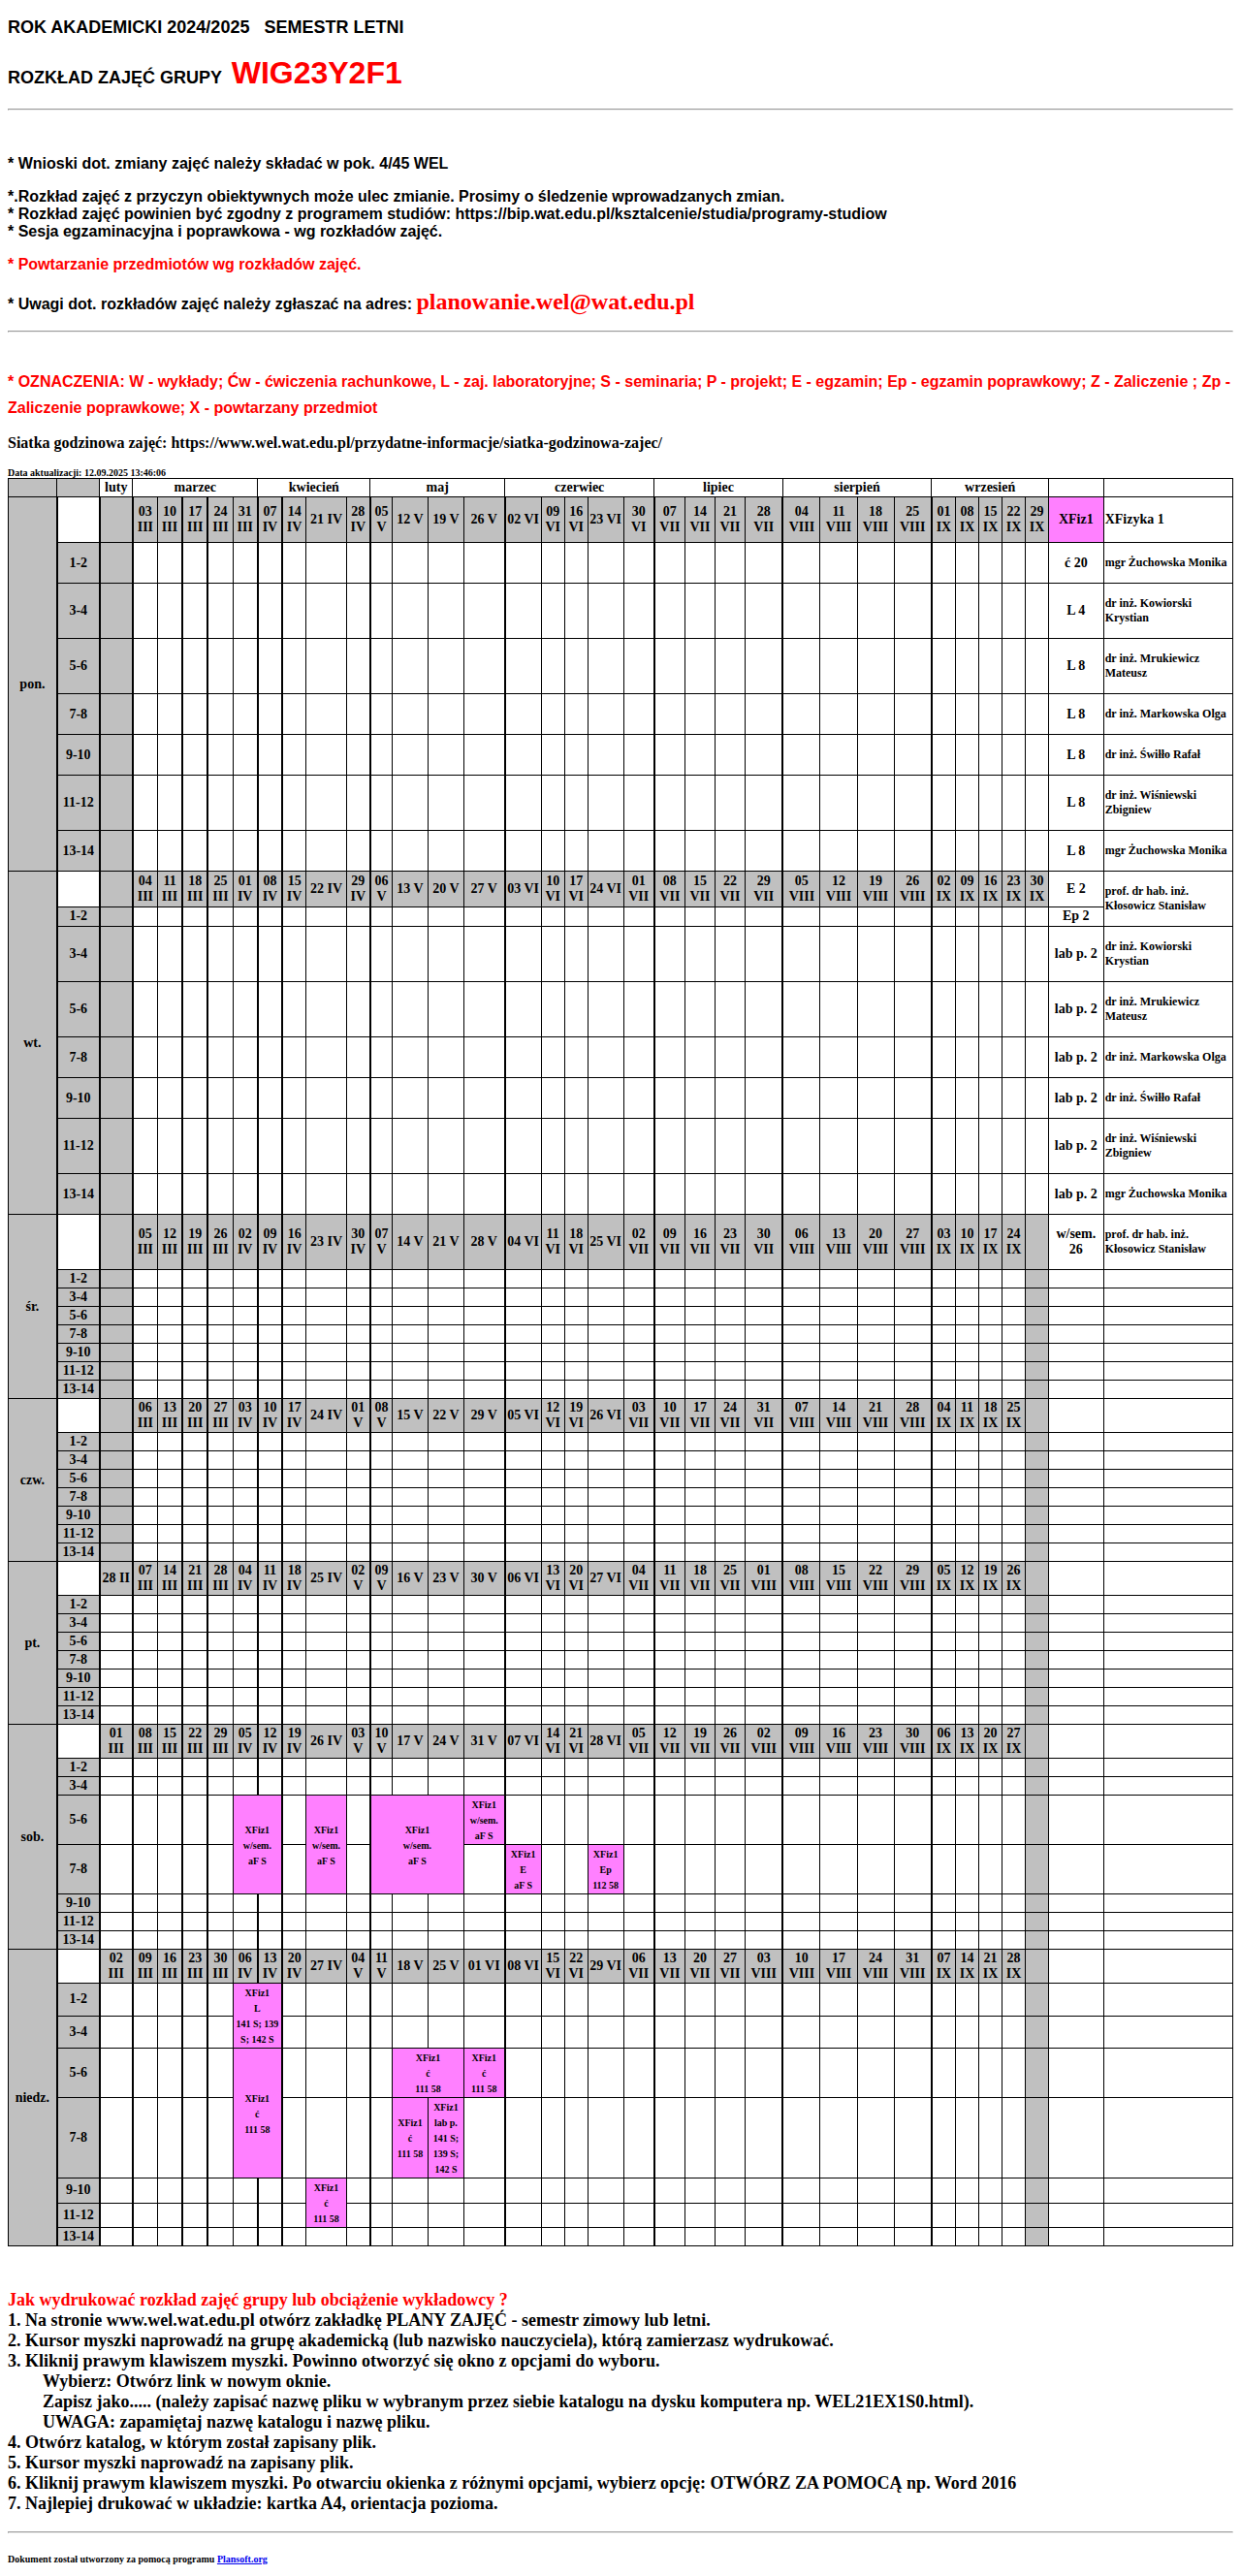 ROK AKADEMICKI 2024/2025 SEMESTR LETNI
ROZKŁAD ZAJĘĆ GRUPY WIG23Y2F1
* Wnioski dot. zmiany zajęć należy składać w pok. 4/45 WEL
*.Rozkład zajęć z przyczyn obiektywnych może ulec zmianie. Prosimy o śledzenie wprowadzanych zmian.
* Rozkład zajęć powinien być zgodny z programem studiów: https://bip.wat.edu.pl/ksztalcenie/studia/programy-studiow
* Sesja egzaminacyjna i poprawkowa - wg rozkładów zajęć.
* Powtarzanie przedmiotów wg rozkładów zajęć.
* Uwagi dot. rozkładów zajęć należy zgłaszać na adres: planowanie.wel@wat.edu.pl
* OZNACZENIA: W - wykłady; Ćw - ćwiczenia rachunkowe, L - zaj. laboratoryjne; S - seminaria; P - projekt; E - egzamin; Ep - egzamin poprawkowy; Z - Zaliczenie ; Zp -
Zaliczenie poprawkowe; X - powtarzany przedmiot
Siatka godzinowa zajęć: https://www.wel.wat.edu.pl/przydatne-informacje/siatka-godzinowa-zajec/
Data aktualizacji: 12.09.2025 13:46:06
luty marzec kwiecień maj czerwiec lipiec sierpień wrzesień
pon. 03 III 10 III 17 III 24 III 31 III 07 IV 14 IV 21 IV 28 IV 05 V 12 V 19 V 26 V 02 VI 09 VI 16 VI 23 VI 30 VI 07 VII 14 VII 21 VII 28 VII 04 VIII 11 VIII 18 VIII 25 VIII 01 IX 08 IX 15 IX 22 IX 29 IX XFiz1 XFizyka 1
1-2 ć 20 mgr Żuchowska Monika
3-4 L 4 dr inż. Kowiorski Krystian
5-6 L 8 dr inż. Mrukiewicz Mateusz
7-8 L 8 dr inż. Markowska Olga
9-10 L 8 dr inż. Świłło Rafał
11-12 L 8 dr inż. Wiśniewski Zbigniew
13-14 L 8 mgr Żuchowska Monika
wt. 04 III 11 III 18 III 25 III 01 IV 08 IV 15 IV 22 IV 29 IV 06 V 13 V 20 V 27 V 03 VI 10 VI 17 VI 24 VI 01 VII 08 VII 15 VII 22 VII 29 VII 05 VIII 12 VIII 19 VIII 26 VIII 02 IX 09 IX 16 IX 23 IX 30 IX E 2 prof. dr hab. inż. Kłosowicz Stanisław
1-2 Ep 2
3-4 lab p. 2 dr inż. Kowiorski Krystian
5-6 lab p. 2 dr inż. Mrukiewicz Mateusz
7-8 lab p. 2 dr inż. Markowska Olga
9-10 lab p. 2 dr inż. Świłło Rafał
11-12 lab p. 2 dr inż. Wiśniewski Zbigniew
13-14 lab p. 2 mgr Żuchowska Monika
śr. 05 III 12 III 19 III 26 III 02 IV 09 IV 16 IV 23 IV 30 IV 07 V 14 V 21 V 28 V 04 VI 11 VI 18 VI 25 VI 02 VII 09 VII 16 VII 23 VII 30 VII 06 VIII 13 VIII 20 VIII 27 VIII 03 IX 10 IX 17 IX 24 IX w/sem. 26 prof. dr hab. inż. Kłosowicz Stanisław
1-2
3-4
5-6
7-8
9-10
11-12
13-14
czw. 06 III 13 III 20 III 27 III 03 IV 10 IV 17 IV 24 IV 01 V 08 V 15 V 22 V 29 V 05 VI 12 VI 19 VI 26 VI 03 VII 10 VII 17 VII 24 VII 31 VII 07 VIII 14 VIII 21 VIII 28 VIII 04 IX 11 IX 18 IX 25 IX
1-2
3-4
5-6
7-8
9-10
11-12
13-14
pt. 28 II 07 III 14 III 21 III 28 III 04 IV 11 IV 18 IV 25 IV 02 V 09 V 16 V 23 V 30 V 06 VI 13 VI 20 VI 27 VI 04 VII 11 VII 18 VII 25 VII 01 VIII 08 VIII 15 VIII 22 VIII 29 VIII 05 IX 12 IX 19 IX 26 IX
1-2
3-4
5-6
7-8
9-10
11-12
13-14
sob. 01 III 08 III 15 III 22 III 29 III 05 IV 12 IV 19 IV 26 IV 03 V 10 V 17 V 24 V 31 V 07 VI 14 VI 21 VI 28 VI 05 VII 12 VII 19 VII 26 VII 02 VIII 09 VIII 16 VIII 23 VIII 30 VIII 06 IX 13 IX 20 IX 27 IX
1-2
3-4
5-6 XFiz1 w/sem. aF S XFiz1 w/sem. aF S XFiz1 w/sem. aF S XFiz1 w/sem. aF S
7-8 XFiz1 E aF S XFiz1 Ep 112 58
9-10
11-12
13-14
niedz. 02 III 09 III 16 III 23 III 30 III 06 IV 13 IV 20 IV 27 IV 04 V 11 V 18 V 25 V 01 VI 08 VI 15 VI 22 VI 29 VI 06 VII 13 VII 20 VII 27 VII 03 VIII 10 VIII 17 VIII 24 VIII 31 VIII 07 IX 14 IX 21 IX 28 IX
1-2 XFiz1 L 141 S; 139 S; 142 S
3-4
5-6 XFiz1 ć 111 58 XFiz1 ć 111 58 XFiz1 ć 111 58
7-8 XFiz1 ć 111 58 XFiz1 lab p. 141 S; 139 S; 142 S
9-10 XFiz1 ć 111 58
11-12
13-14
Jak wydrukować rozkład zajęć grupy lub obciążenie wykładowcy ?
1. Na stronie www.wel.wat.edu.pl otwórz zakładkę PLANY ZAJĘĆ - semestr zimowy lub letni.
2. Kursor myszki naprowadź na grupę akademicką (lub nazwisko nauczyciela), którą zamierzasz wydrukować.
3. Kliknij prawym klawiszem myszki. Powinno otworzyć się okno z opcjami do wyboru.
Wybierz: Otwórz link w nowym oknie.
Zapisz jako..... (należy zapisać nazwę pliku w wybranym przez siebie katalogu na dysku komputera np. WEL21EX1S0.html).
UWAGA: zapamiętaj nazwę katalogu i nazwę pliku.
4. Otwórz katalog, w którym został zapisany plik.
5. Kursor myszki naprowadź na zapisany plik.
6. Kliknij prawym klawiszem myszki. Po otwarciu okienka z różnymi opcjami, wybierz opcję: OTWÓRZ ZA POMOCĄ np. Word 2016
7. Najlepiej drukować w układzie: kartka A4, orientacja pozioma.
Dokument został utworzony za pomocą programu Plansoft.org